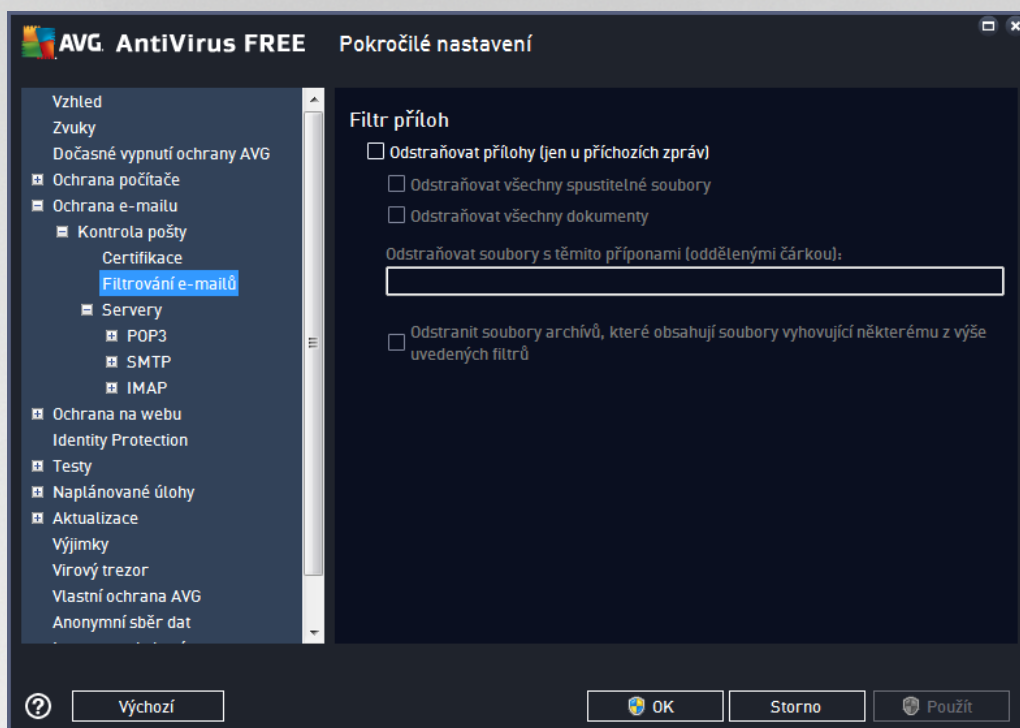 AVG. AntiVirus FREE
Pokročilé nastavení
Vzhled
Zvuky
Dočasné vypnutí ochrany AVG
Ochrana počítače
Ochrana e-mailu
Kontrola pošty
Certifikace
Filtrování e-mailů
Servery
POP3
SMTP
IMAP
Ochrana na webu
Identity Protection
Testy
Naplánované úlohy
Aktualizace
Výjimky
Virový trezor
Vlastní ochrana AVG
Anonymní sběr dat
Filtr příloh
Odstraňovat přílohy (jen u příchozích zpráv)
Odstraňovat všechny spustitelné soubory
Odstraňovat všechny dokumenty
Odstraňovat soubory s těmito příponami (oddělenými čárkou):
Odstranit soubory archívů, které obsahují soubory vyhovující některému z výše
uvedených filtrů
Výchozí
OK
Storno
Použít